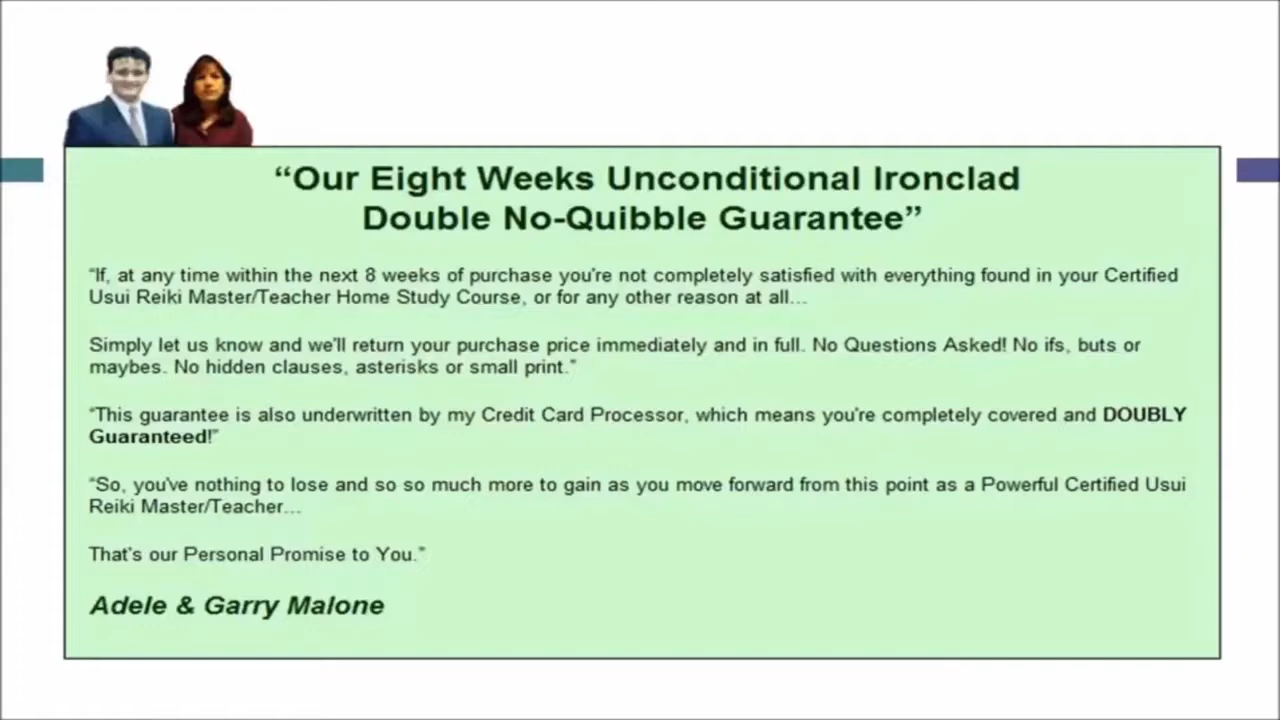 “Our Eight Weeks Unconditional Ironclad
Double No-Quibble Guarantee”
“If, at any time within the next 8 weeks of purchase you're not completely satisfied with everything found in your Certified
Usui Reiki Master/Teacher Home Study Course, or for any other reason at all...
Simply let us know and we'll return your purchase price immediately and in full. No Questions Asked! No ifs, buts or
maybes. No hidden clauses, asterisks or small print.”
“This guarantee is also underwritten by my Credit Card Processor, which means you're completely covered and DOUBLY
Guaranteed!”
“So, you've nothing to lose and so so much more to gain as you move forward from this point as a Powerful Certified Usui
Reiki Master/Teacher...
That's our Personal Promise to You.”
Adele & Garry Malone